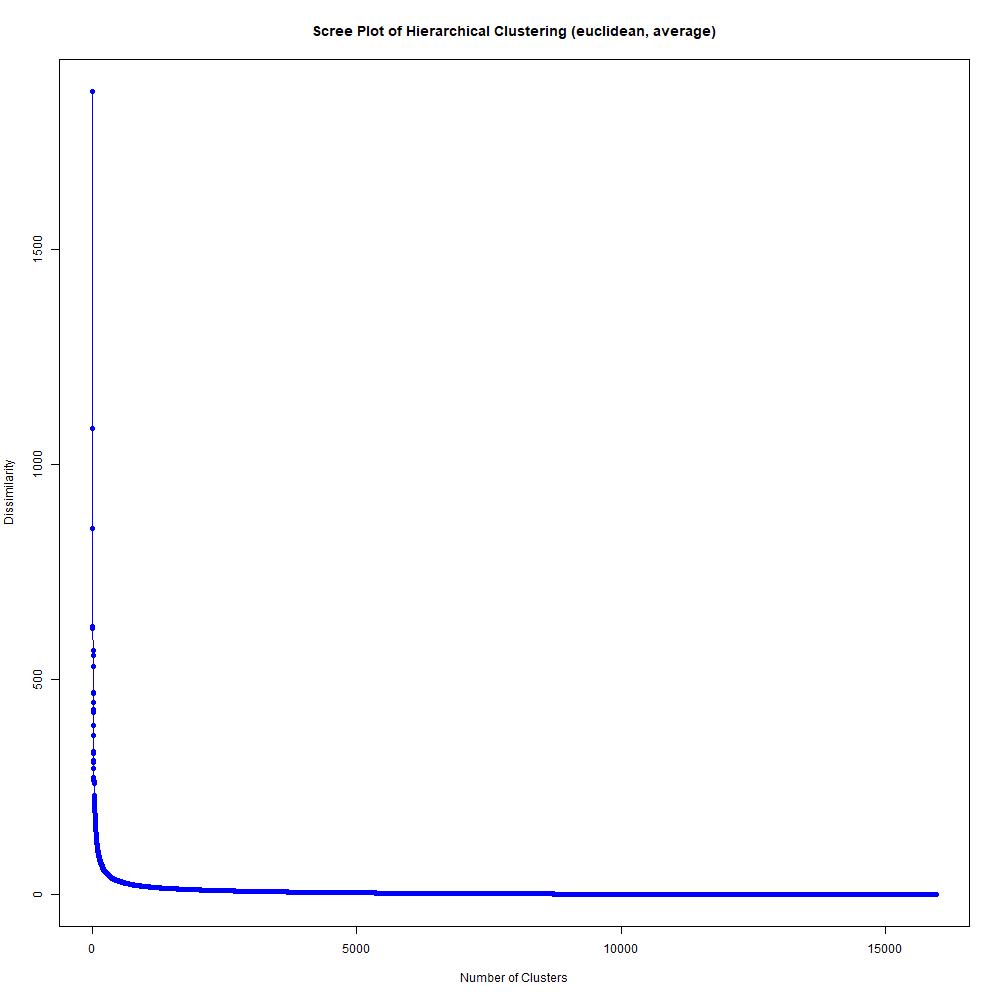 Scree Plot of Hierarchical Clustering (euclidean, average)
Dissimilarity
1500
1000
500
0
0 5000 10000 15000
Number of Clusters